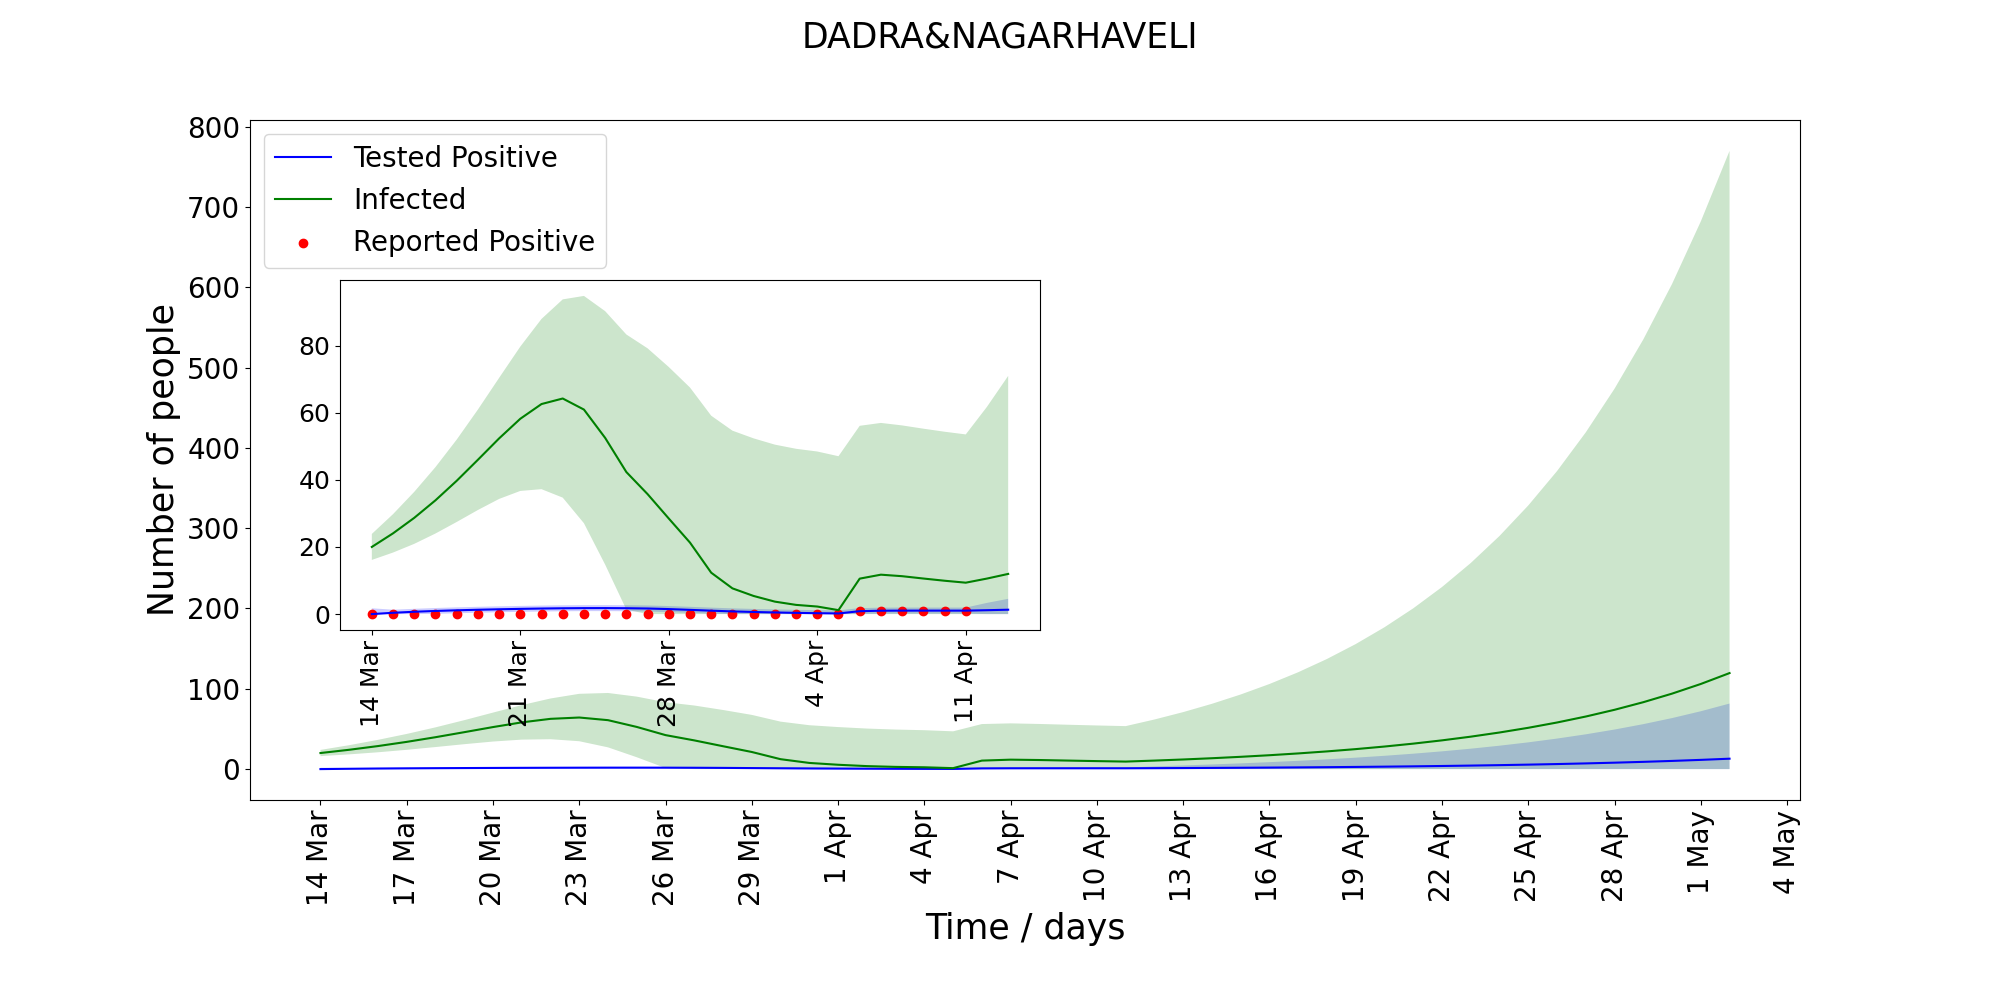 DADRA&NAGARHAVELI
Number of people
800
700
600
500
400
300
200
100
0
Tested Positive
Infected
Reported Positive
80
60
40
20
0
14 Mar
21 Mar
28 Mar
4 Apr
11 Apr
14 Mar
17 Mar
20 Mar
23 Mar
26 Mar
29 Mar
1 Apr
4 Apr
7 Apr
10 Apr
13 Apr
16 Apr
19 Apr
22 Apr
25 Apr
28 Apr
1 May
4 May
Time / days